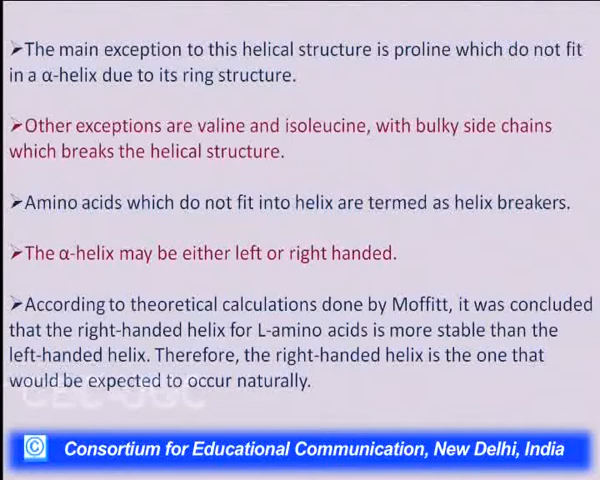 ➢The main exception to this helical structure is proline which do not fit
in a α-helix due to its ring structure.
➢Other exceptions are valine and isoleucine, with bulky side chains
which breaks the helical structure.
➢Amino acids which do not fit into helix are termed as helix breakers.
➢The α-helix may be either left or right handed.
➢According to theoretical calculations done by Moffitt, it was concluded
that the right-handed helix for L-amino acids is more stable than the
left-handed helix. Therefore, the right-handed helix is the one that
would be expected to occur naturally.
CEC-UGC
© Consortium for Educational Communication, New Delhi, India